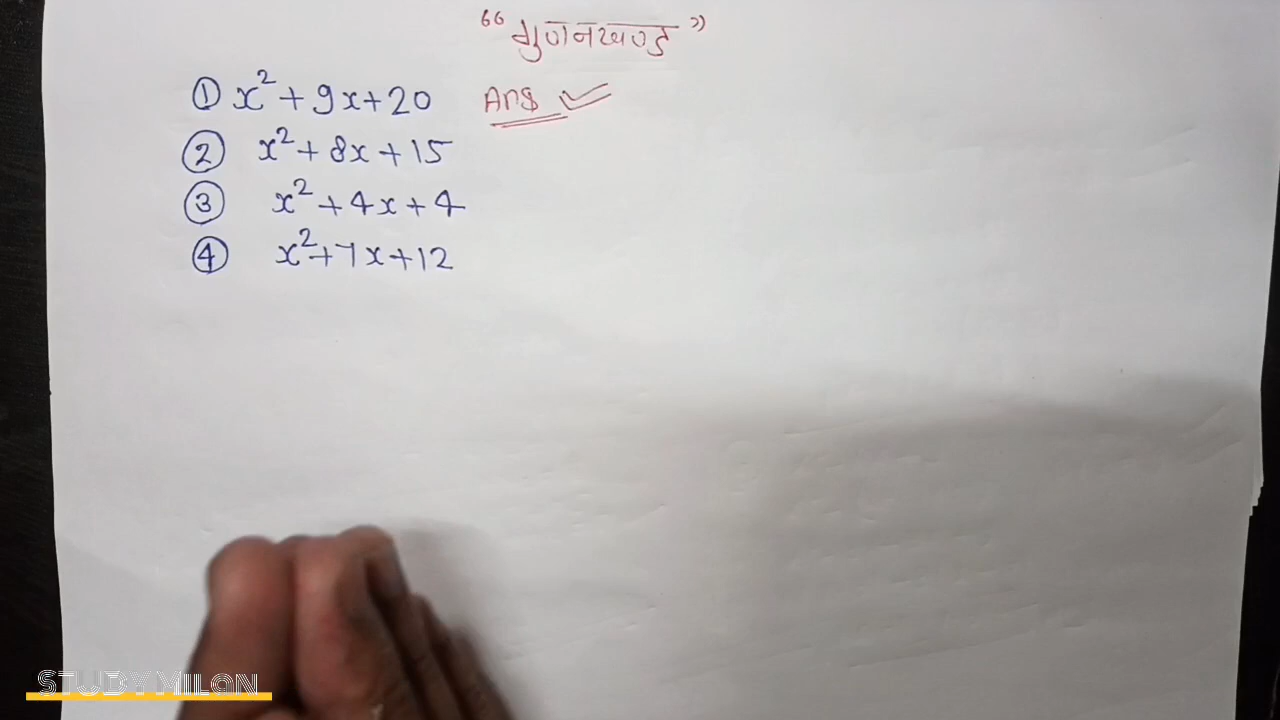 “गुणनखण्ड”
① x² + 9x + 20 Ans ✓
② x² + 8x + 15
③ x² + 4x + 4
④ x² + 7x + 12
STUDY MILAN